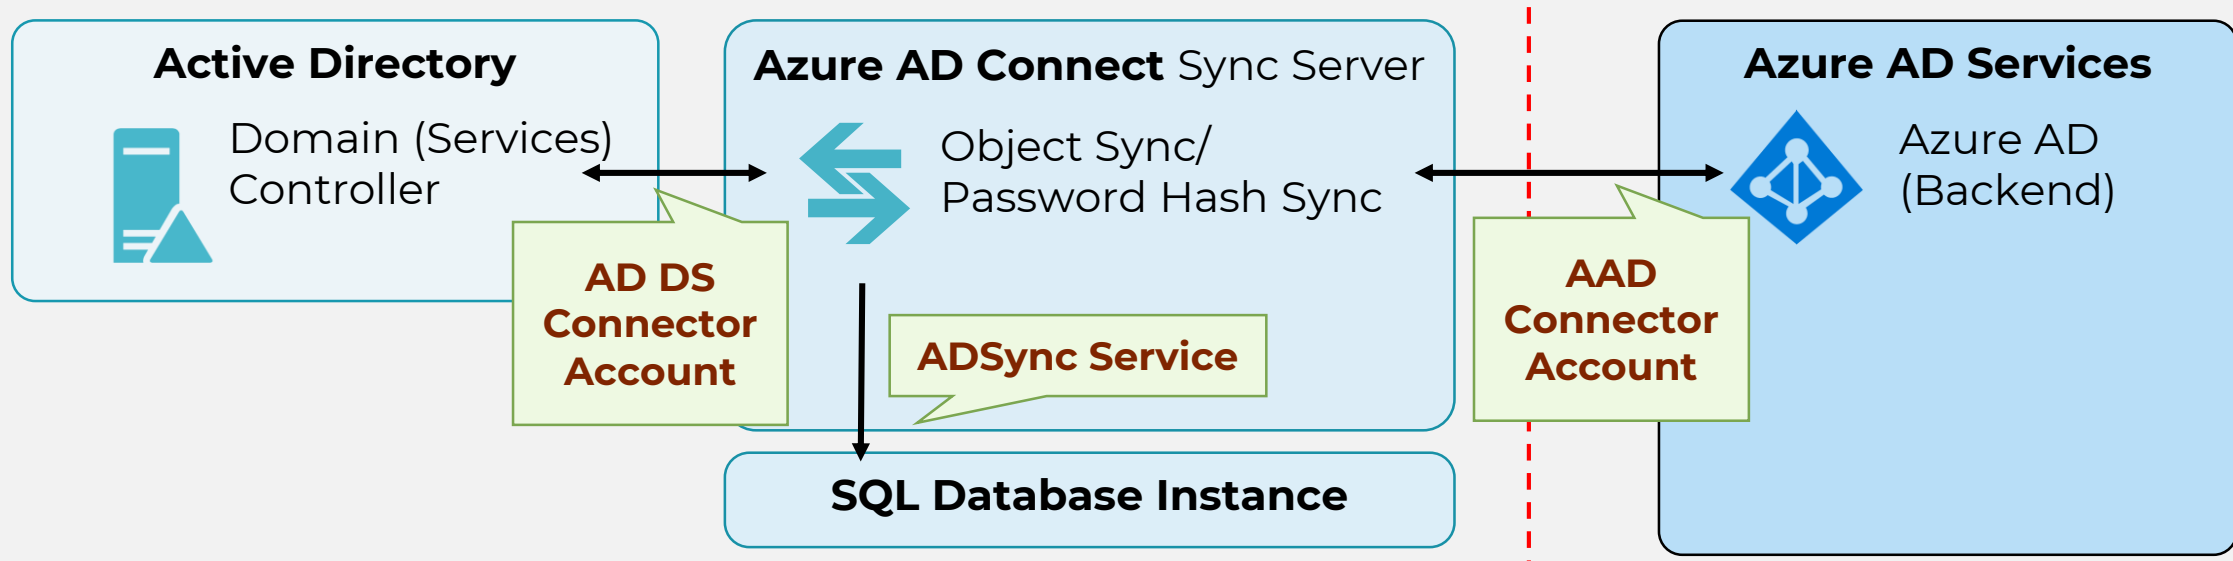 Active Directory
Domain (Services)
Controller
AD DS
Connector
Account
Azure AD Connect Sync Server
Object Sync/
Password Hash Sync
ADSync Service
SQL Database Instance
AAD
Connector
Account
Azure AD Services
Azure AD
(Backend)